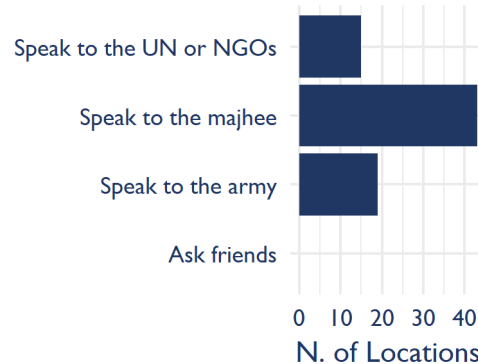 Speak to the UN or NGOs
Speak to the majhee
Speak to the army
Ask friends
0 10 20 30 40
N. of Locations